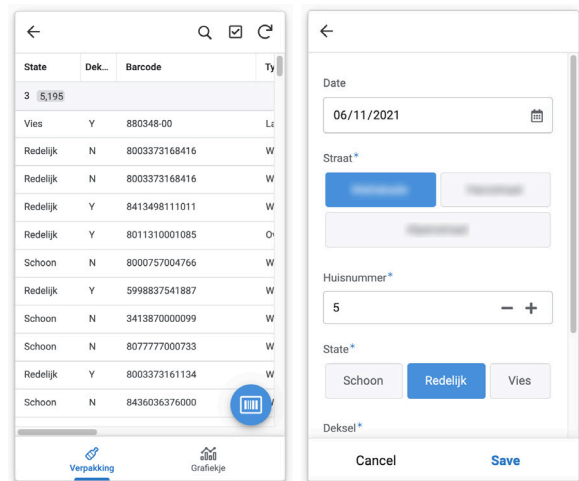 State Dek... Barcode Ty
3 5,195
Vies Y 880348-00 La
Redelijk N 8003373168416 W
Redelijk N 8003373168416 W
Redelijk Y 8413498111011 W
Redelijk Y 8011310001085 Ov
Schoon N 8000757004766 W
Redelijk Y 5998837541887 W
Schoon N 3413870000099 W
Schoon N 8077777000733 W
Redelijk Y 8003373161134 W
Schoon N 8436036376000
Verpakking Grafiekje
Date
06/11/2021
Straat*
Huisnummer*
5 − +
State*
Schoon Redelijk Vies
Deksel*
Cancel Save